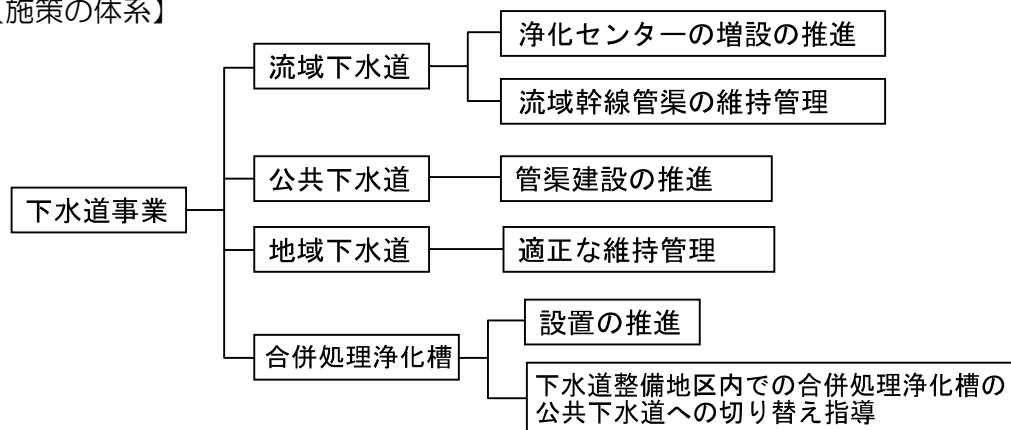 【施策の体系】
下水道事業
流域下水道
浄化センターの増設の推進
流域幹線管渠の維持管理
公共下水道
管渠建設の推進
地域下水道
適正な維持管理
合併処理浄化槽
設置の推進
下水道整備地区内での合併処理浄化槽の
公共下水道への切り替え指導